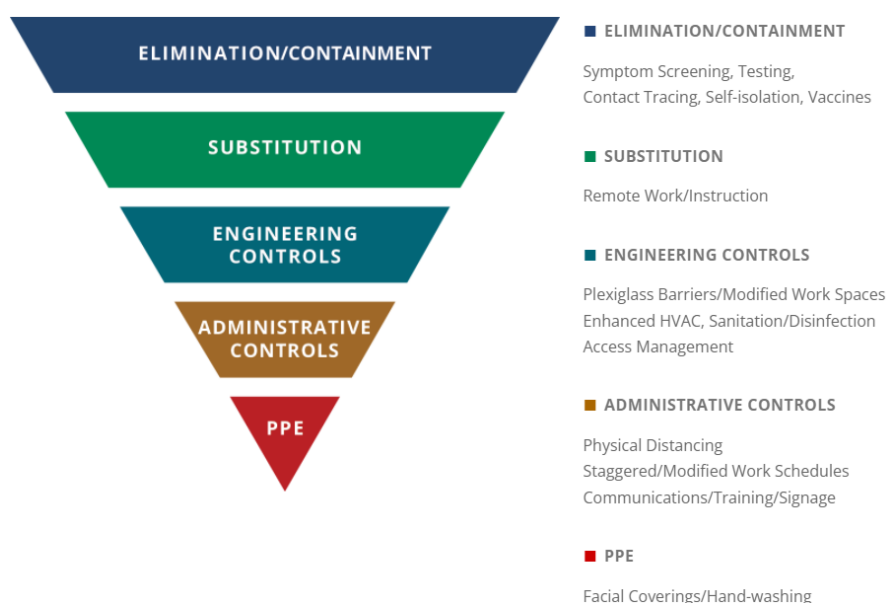 ELIMINATION/CONTAINMENT
SUBSTITUTION
ENGINEERING
CONTROLS
ADMINISTRATIVE
CONTROLS
PPE
ELIMINATION/CONTAINMENT
Symptom Screening, Testing,
Contact Tracing, Self-isolation, Vaccines
SUBSTITUTION
Remote Work/Instruction
ENGINEERING CONTROLS
Plexiglass Barriers/Modified Work Spaces
Enhanced HVAC, Sanitation/Disinfection
Access Management
ADMINISTRATIVE CONTROLS
Physical Distancing
Staggered/Modified Work Schedules
Communications/Training/Signage
PPE
Facial Coverings/Hand-washing